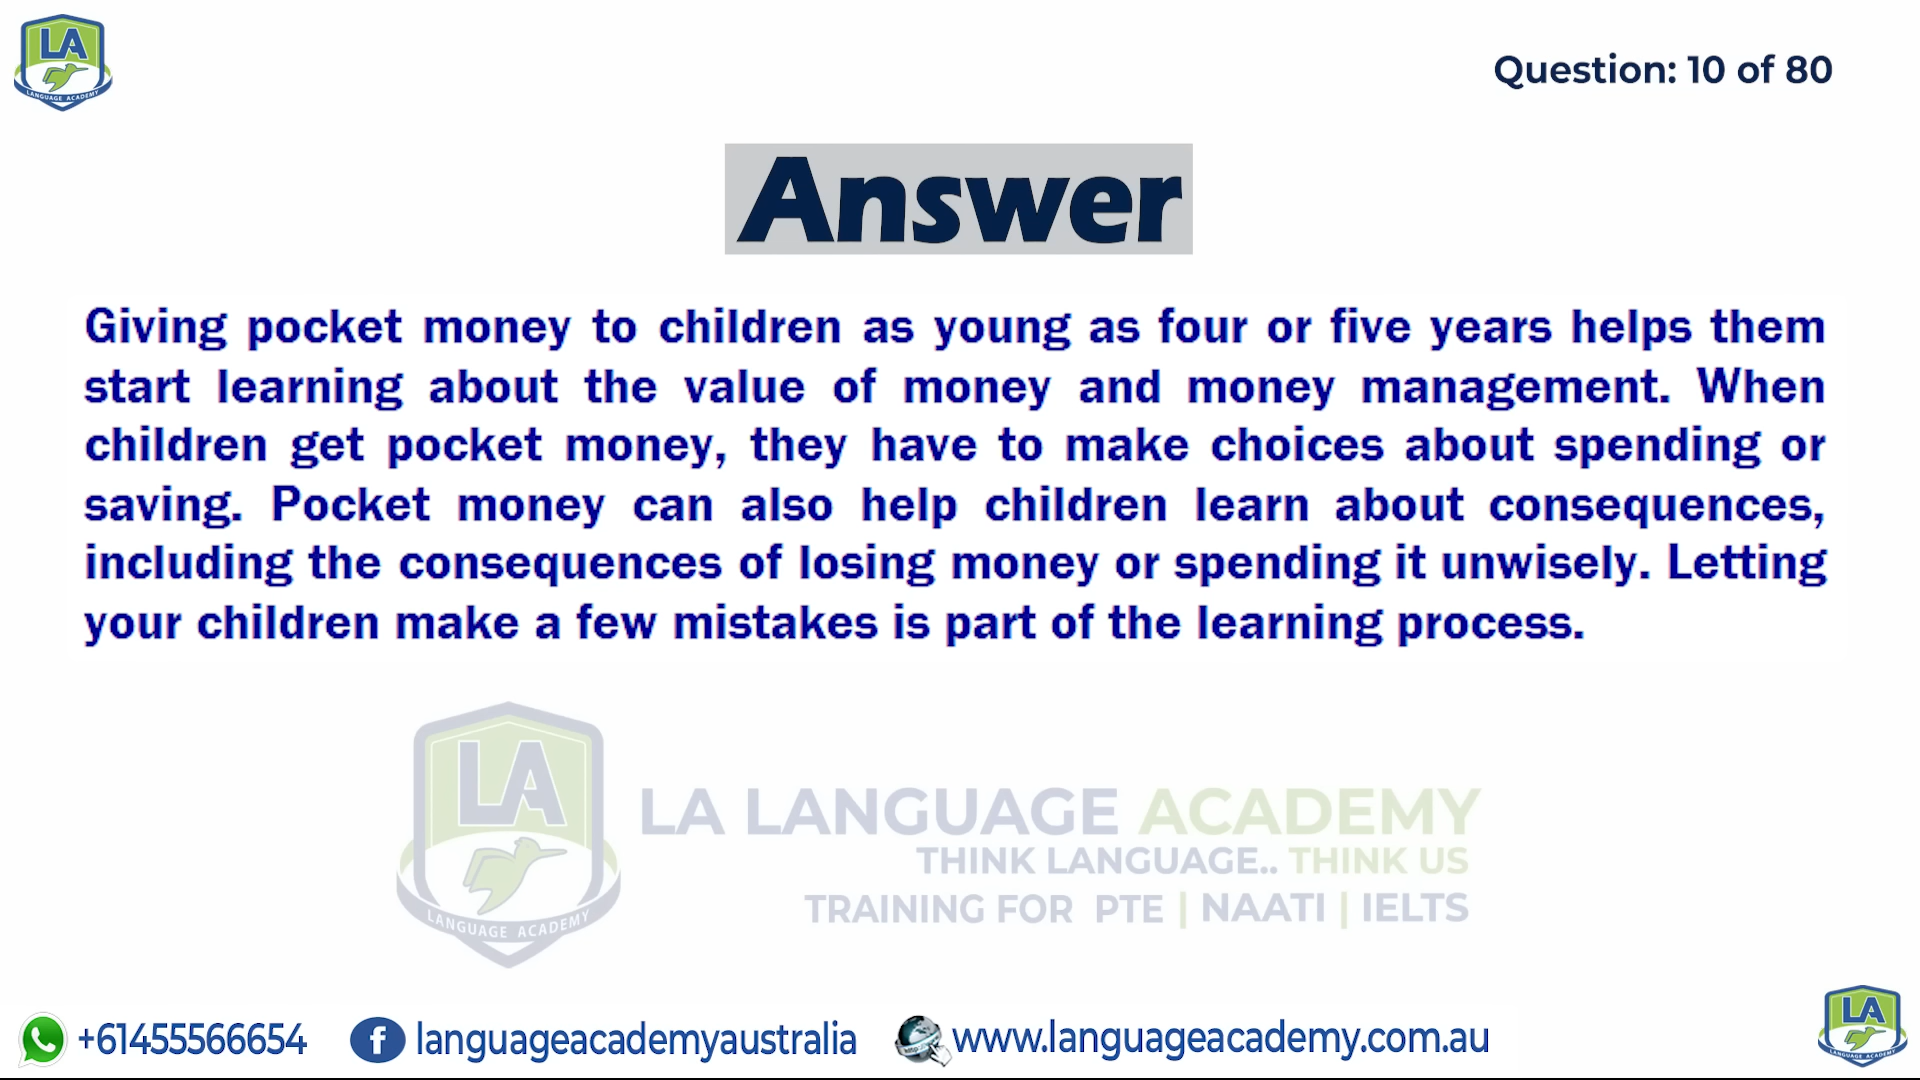 LA
LANGUAGE ACADEMY
Question: 10 of 80
Answer
Giving pocket money to children as young as four or five years helps them
start learning about the value of money and money management. When
children get pocket money, they have to make choices about spending or
saving. Pocket money can also help children learn about consequences,
including the consequences of losing money or spending it unwisely. Letting
your children make a few mistakes is part of the learning process.
LA
LANGUAGE ACADEMY
LA LANGUAGE ACADEMY
THINK LANGUAGE.. THINK US
TRAINING FOR PTE | NAATI | IELTS
+61455566654 languageacademyaustralia www.languageacademy.com.au
LA
LANGUAGE ACADEMY